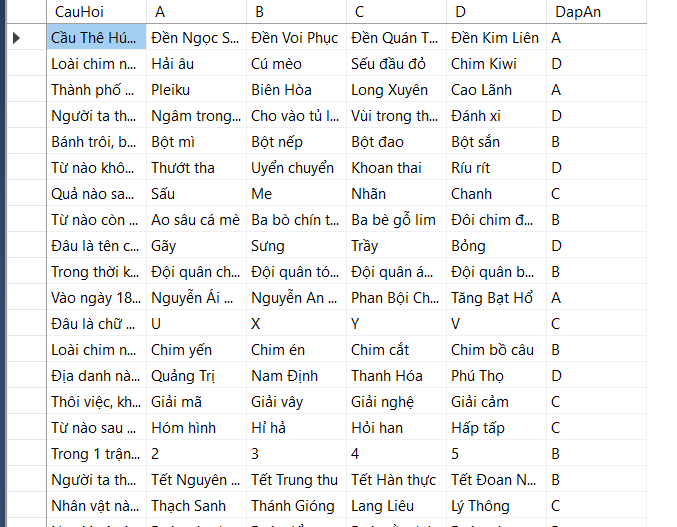 CauHoi A B C D DapAn
Cầu Thê Hú... Đền Ngọc S... Đền Voi Phục Đền Quán T... Đền Kim Liên A
Loài chim n... Hải âu Cú mèo Sếu đầu đỏ Chim Kiwi D
Thành phố ... Pleiku Biên Hòa Long Xuyên Cao Lãnh A
Người ta th... Ngâm trong... Cho vào tủ l... Vùi trong th... Đánh xi D
Bánh trôi, b... Bột mì Bột nếp Bột đao Bột sắn B
Từ nào khô... Thướt tha Uyển chuyển Khoan thai Ríu rít D
Quả nào sa... Sấu Me Nhãn Chanh C
Từ nào còn ... Ao sâu cá mè Ba bò chín t... Ba bè gỗ lim Đôi chim đ... B
Đâu là tên c... Gãy Sưng Trầy Bỏng D
Trong thời k... Đội quân ch... Đội quân tó... Đội quân á... Đội quân b... B
Vào ngày 18... Nguyễn Ái ... Nguyễn An ... Phan Bội Ch... Tăng Bạt Hổ A
Đâu là chữ ... U X Y V C
Loài chim n... Chim yến Chim én Chim cắt Chim bồ câu B
Địa danh nà... Quảng Trị Nam Định Thanh Hóa Phú Thọ D
Thôi việc, kh... Giải mã Giải vây Giải nghệ Giải cảm C
Từ nào sau ... Hóm hình Hỉ hả Hỏi han Hấp tấp C
Trong 1 trận... 2 3 4 5 B
Người ta th... Tết Nguyên ... Tết Trung thu Tết Hàn thực Tết Đoan N... B
Nhân vật nà... Thạch Sanh Thánh Gióng Lang Liêu Lý Thông C